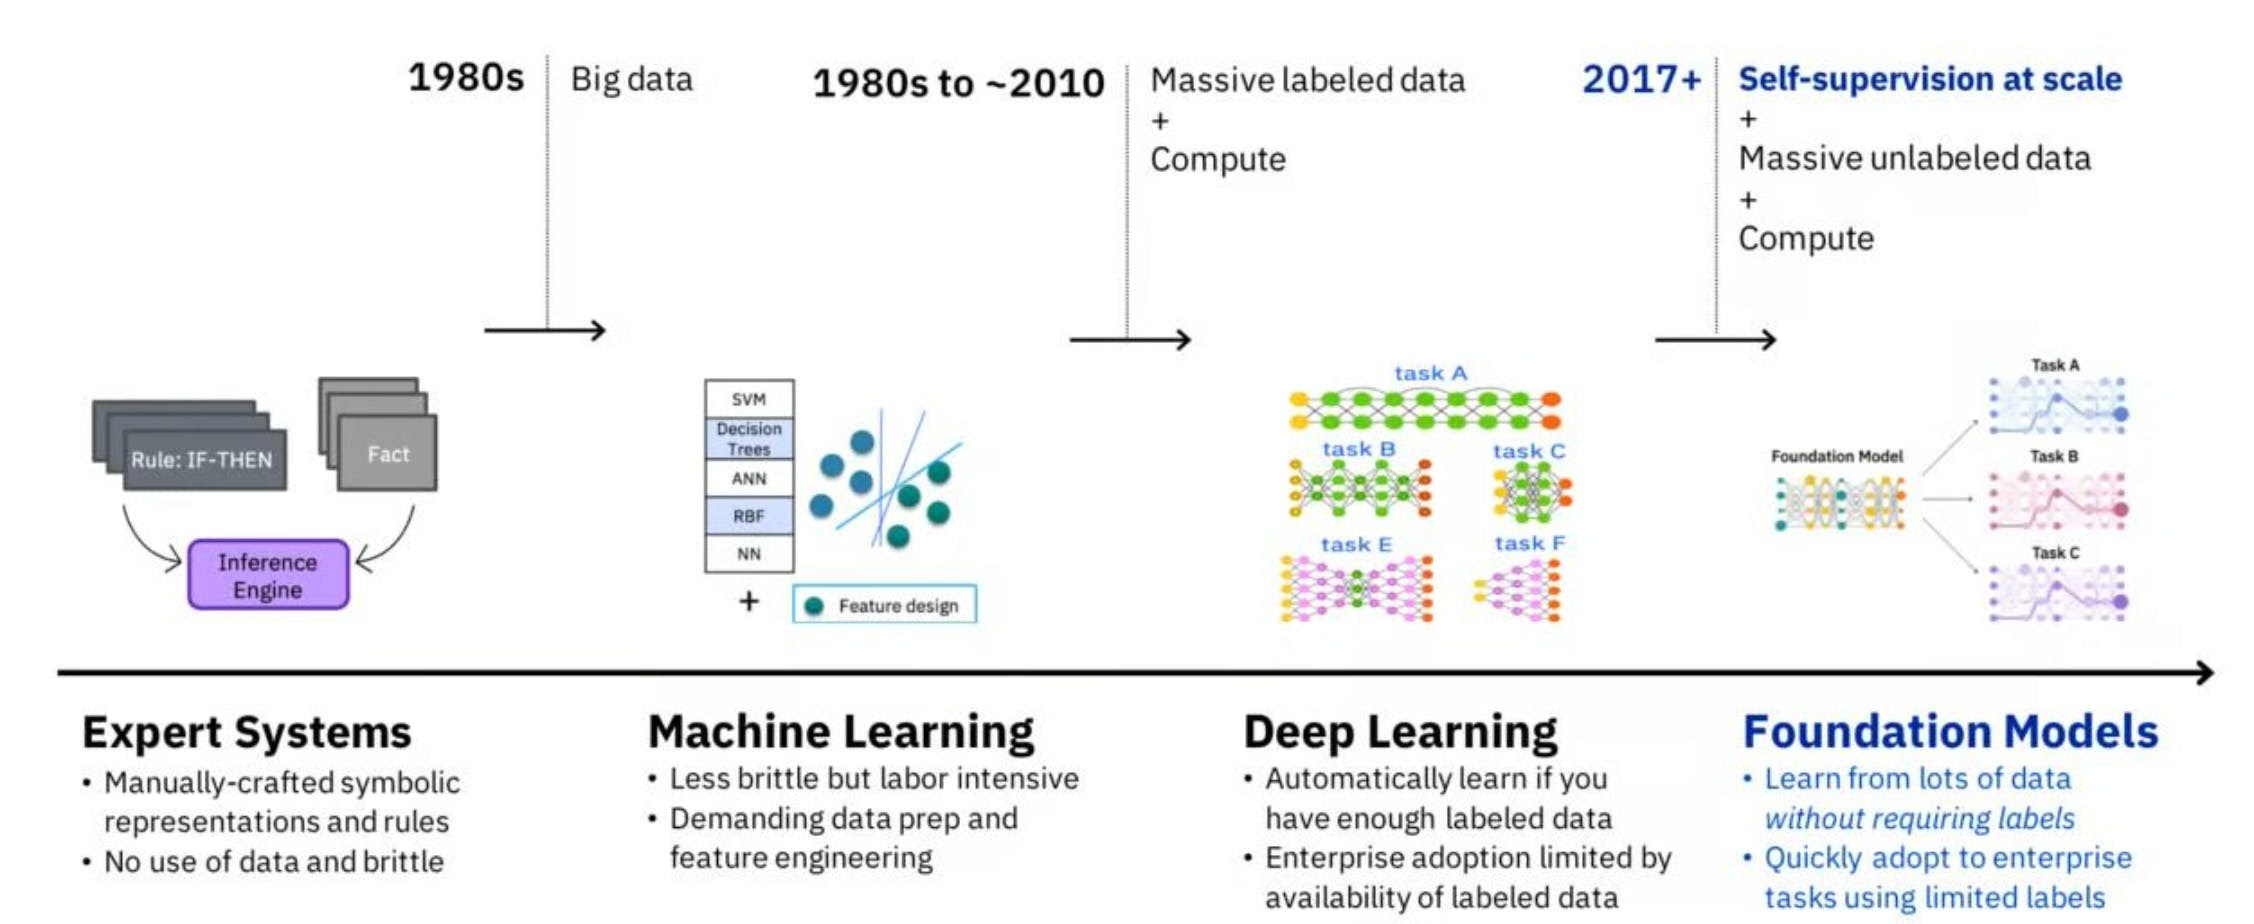 1980s
Big data
1980s to ~2010
Massive labeled data
+
Compute
2017+
Self-supervision at scale
+
Massive unlabeled data
+
Compute
Rule: IF-THEN
Fact
Inference
Engine
SVM
Decision
Trees
ANN
RBF
NN
+
Feature design
task A
task B
task C
task E
task F
Foundation Model
Task A
Task B
Task C
Expert Systems
• Manually-crafted symbolic
representations and rules
• No use of data and brittle
Machine Learning
• Less brittle but labor intensive
• Demanding data prep and
feature engineering
Deep Learning
• Automatically learn if you
have enough labeled data
• Enterprise adoption limited by
availability of labeled data
Foundation Models
• Learn from lots of data
without requiring labels
• Quickly adopt to enterprise
tasks using limited labels